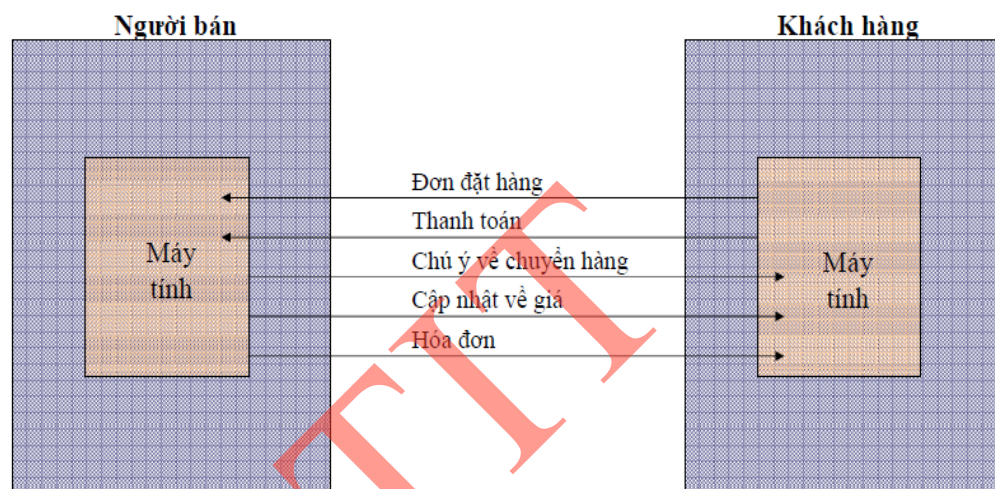 Người bán
Khách hàng
Đơn đặt hàng
Thanh toán
Chú ý về chuyển hàng
Cập nhật về giá
Hóa đơn
Máy
tính
Máy
tính
TIT